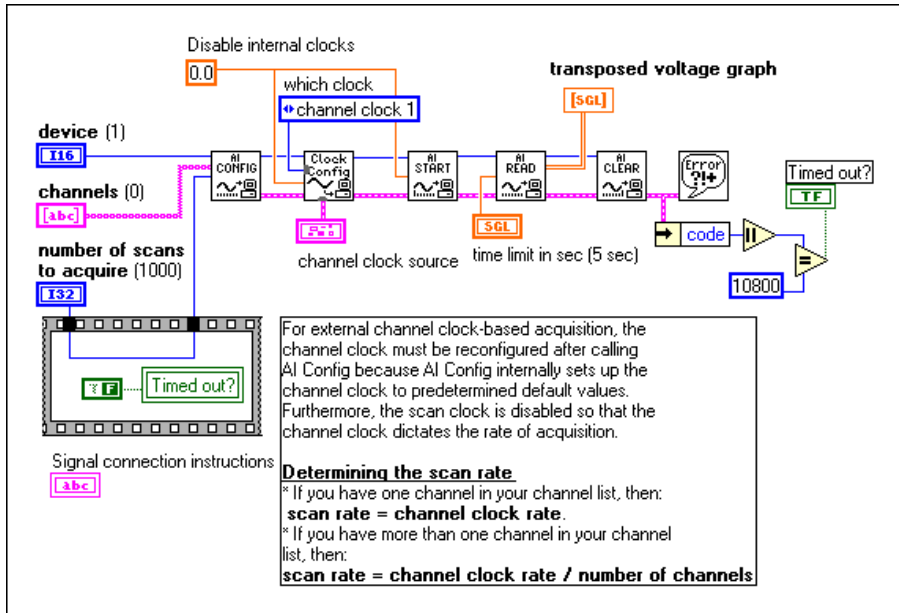 Disable internal clocks
0.0
which clock
channel clock 1
transposed voltage graph
[SGL]
device (1)
I16
AI CONFIG
Clock Config
AI START
AI READ
AI CLEAR
Error ?!+
Timed out?
TF
channels (0)
[abc]
number of scans
to acquire (1000)
I32
channel clock source
SGL
time limit in sec (5 sec)
code
=
10800
F
Timed out?
Signal connection instructions
abc
For external channel clock-based acquisition, the
channel clock must be reconfigured after calling
AI Config because AI Config internally sets up the
channel clock to predetermined default values.
Furthermore, the scan clock is disabled so that the
channel clock dictates the rate of acquisition.
Determining the scan rate
* If you have one channel in your channel list, then:
scan rate = channel clock rate.
* If you have more than one channel in your channel
list, then:
scan rate = channel clock rate / number of channels